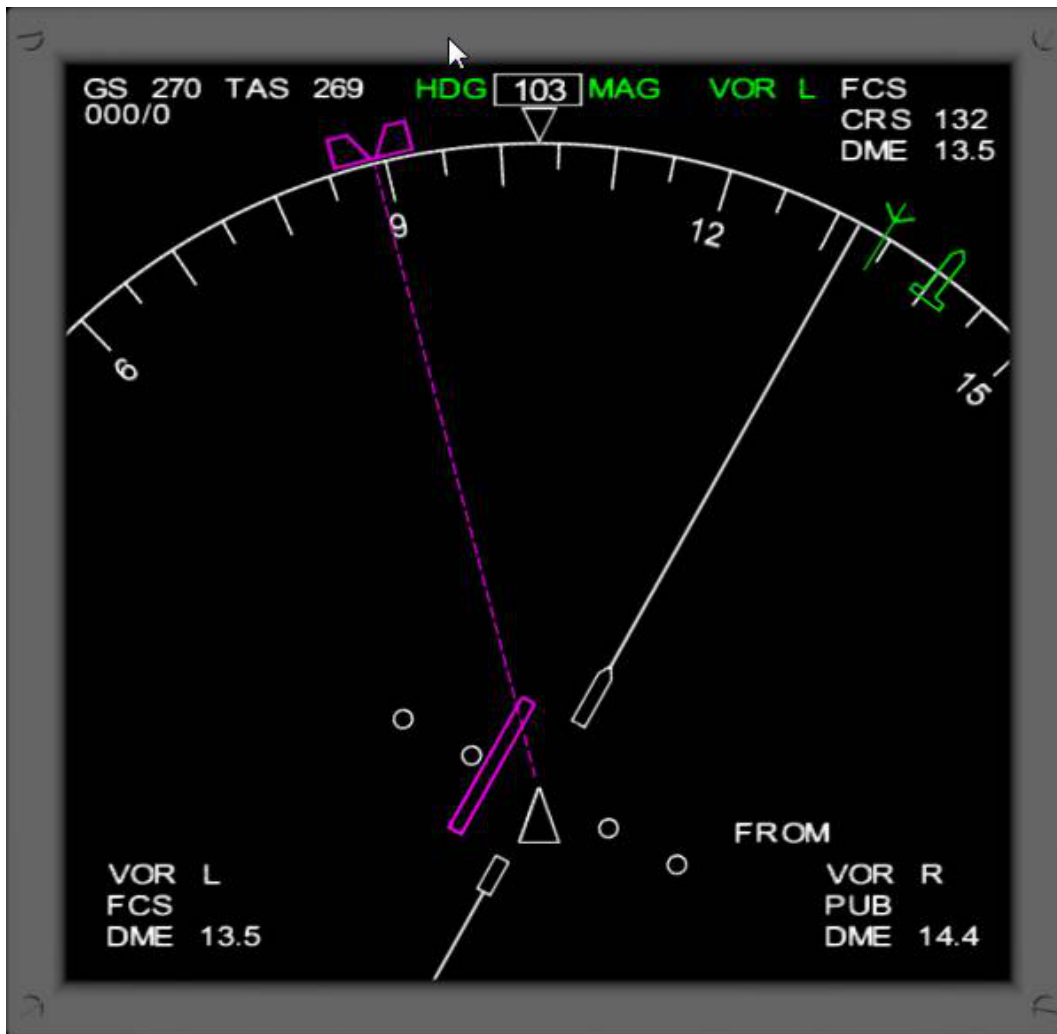 GS 270 TAS 269 HDG 103 MAG VOR L FCS
000/0
CRS 132
DME 13.5
9
12
6
15
FROM
VOR L
FCS
DME 13.5
VOR R
PUB
DME 14.4